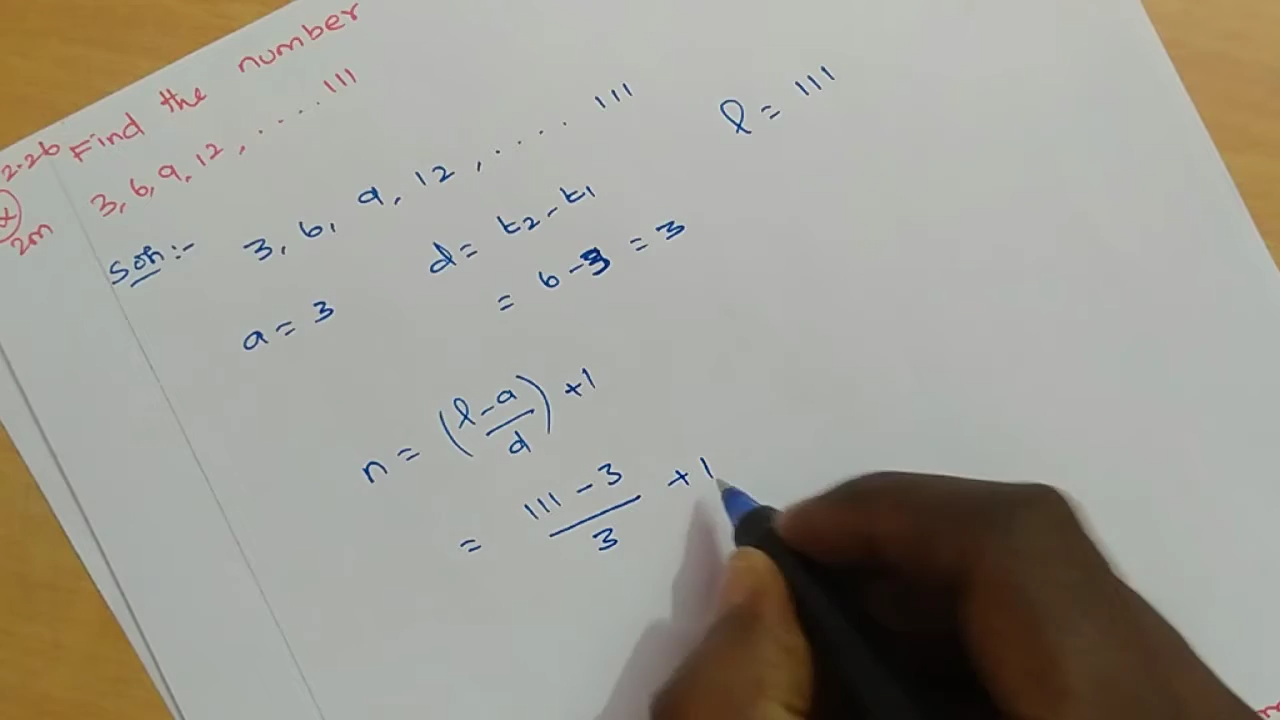 2.26 Find the number
3, 6, 9, 12, ..... 111
2m
Soln:- 3, 6, 9, 12, ..... 111
l = 111
a = 3
d = t2 - t1
= 6 - 3 = 3
n = (l - a / d) + 1
= 111 - 3 / 3 + 1